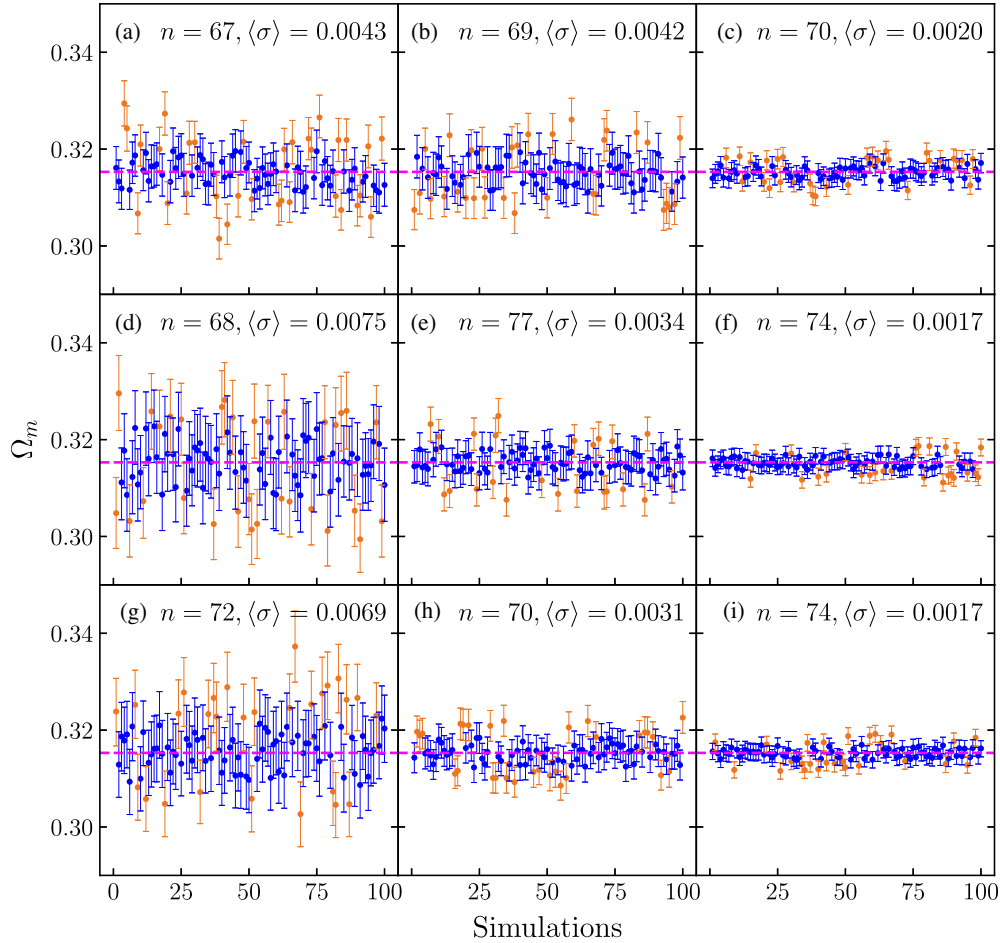 (a) n = 67, ⟨σ⟩ = 0.0043
(b) n = 69, ⟨σ⟩ = 0.0042
(c) n = 70, ⟨σ⟩ = 0.0020
0.34
0.32
0.30
(d) n = 68, ⟨σ⟩ = 0.0075
(e) n = 77, ⟨σ⟩ = 0.0034
(f) n = 74, ⟨σ⟩ = 0.0017
0.34
0.32
0.30
Ωm
(g) n = 72, ⟨σ⟩ = 0.0069
(h) n = 70, ⟨σ⟩ = 0.0031
(i) n = 74, ⟨σ⟩ = 0.0017
0.34
0.32
0.30
0 25 50 75 100
25 50 75 100
25 50 75 100
Simulations